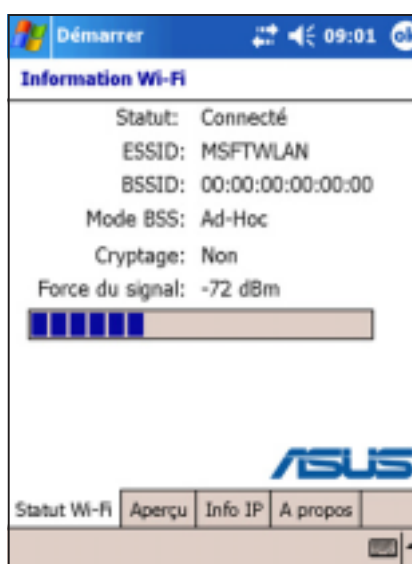 Démarrer 09:01 ok
Information Wi-Fi
Statut: Connecté
ESSID: MSFTWLAN
BSSID: 00:00:00:00:00:00
Mode BSS: Ad-Hoc
Cryptage: Non
Force du signal: -72 dBm
ASUS
Statut Wi-Fi Aperçu Info IP A propos